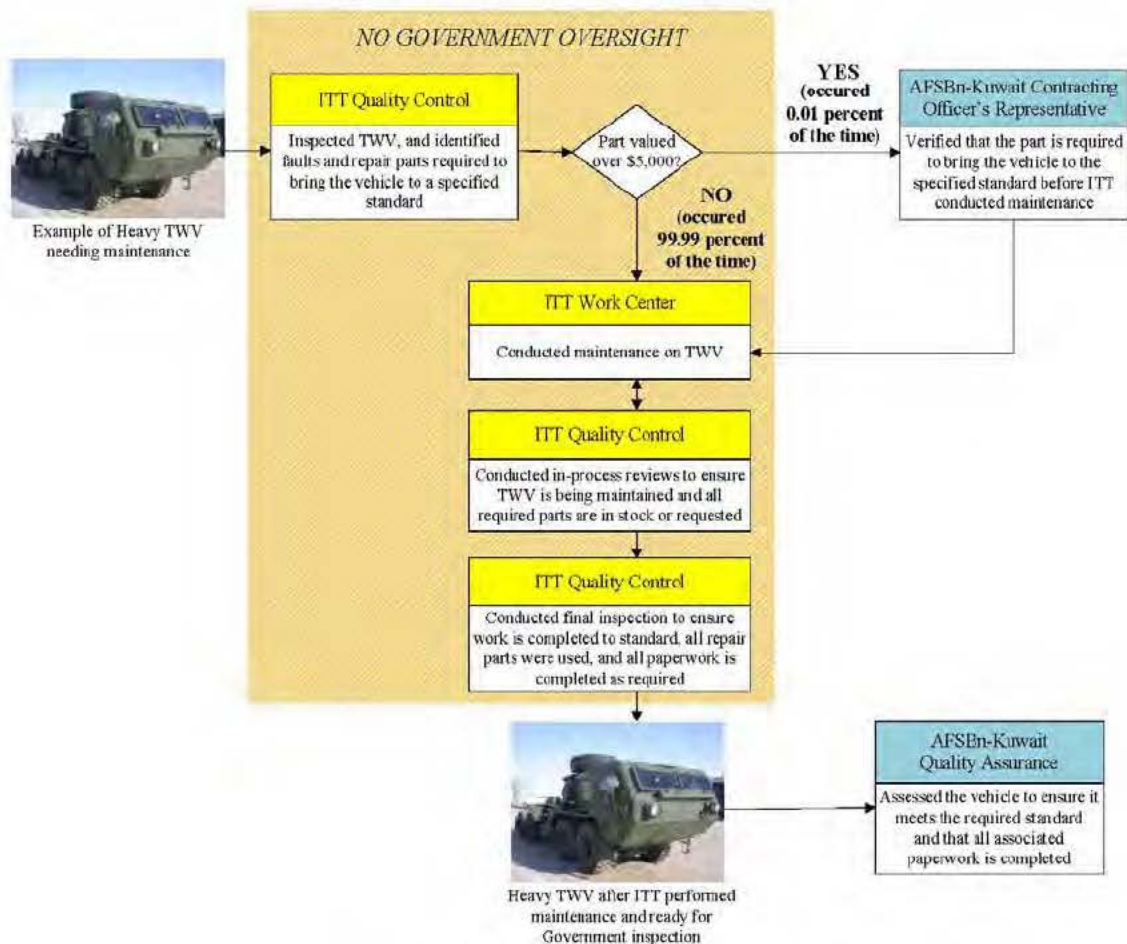 NO GOVERNMENT OVERSIGHT
Example of Heavy TWV
needing maintenance
ITT Quality Control
Inspected TWV, and identified
faults and repair parts required to
bring the vehicle to a specified
standard
Part valued
over $5,000?
YES
(occured
0.01 percent
of the time)
AFSBn-Kuwait Contracting
Officer's Representative
Verified that the part is required
to bring the vehicle to the
specified standard before ITT
conducted maintenance
NO
(occured
99.99 percent
of the time)
ITT Work Center
Conducted maintenance on TWV
ITT Quality Control
Conducted in-process reviews to ensure
TWV is being maintained and all
required parts are in stock or requested
ITT Quality Control
Conducted final inspection to ensure
work is completed to standard, all repair
parts were used, and all paperwork is
completed as required
Heavy TWV after ITT performed
maintenance and ready for
Government inspection
AFSBn-Kuwait
Quality Assurance
Assessed the vehicle to ensure it
meets the required standard
and that all associated
paperwork is completed